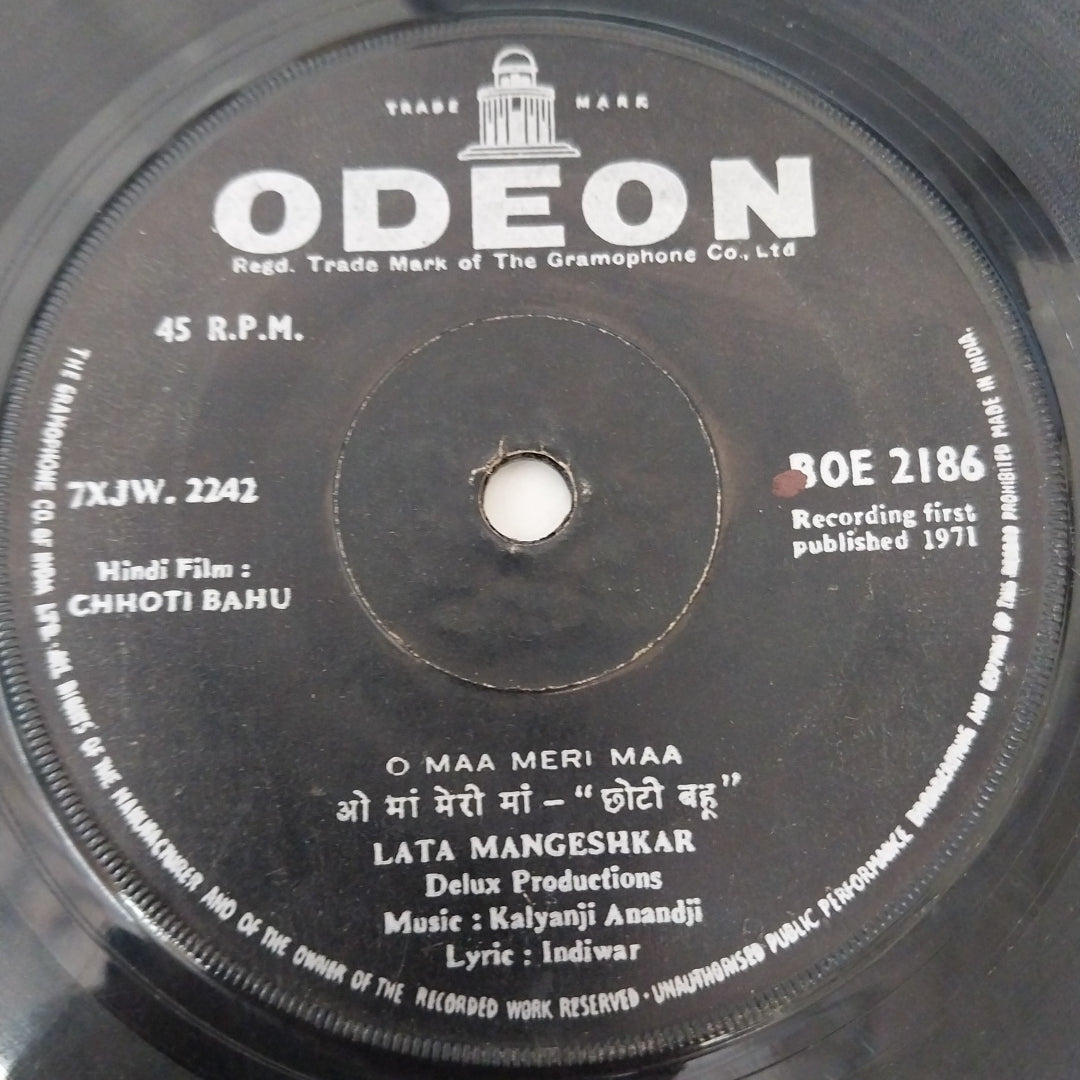 TRADE MARK
ODEON
Regd. Trade Mark of The Gramophone Co., Ltd
45 R.P.M.
7XJW. 2242
BOE 2186
Recording first
published 1971
Hindi Film :
CHHOTI BAHU
O MAA MERI MAA
ओ मां मेरी मां – “छोटी बहू”
LATA MANGESHKAR
Delux Productions
Music : Kalyanji Anandji
Lyric : Indiwar
THE GRAMOPHONE CO. OF INDIA LTD. ALL RIGHTS OF THE MANUFACTURER AND OF THE OWNER OF THE RECORDED WORK RESERVED · UNAUTHORISED PUBLIC PERFORMANCE BROADCASTING AND COPYING OF THIS RECORD PROHIBITED MADE IN INDIA.